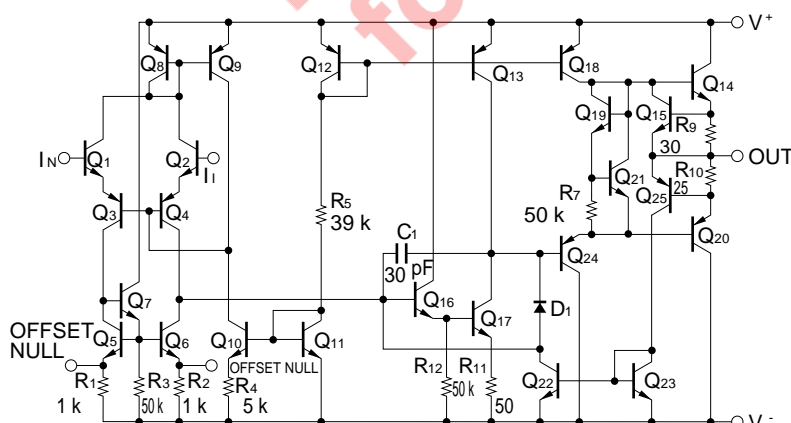 V+
Q8
Q9
Q12
Q13
Q18
Q14
Q19
Q15
R9
30
IN
Q1
Q2
II
OUT
R10
25
Q21
Q25
Q3
Q4
R5
39 k
R7
50 k
Q20
C1
30 pF
Q24
Q7
Q16
Q17
D1
OFFSET
NULL
Q5
Q6
Q10
Q11
OFFSET NULL
R1
1 k
R3
50k
R2
1 k
R4
5 k
R12
50 k
R11
50
Q22
Q23
V-